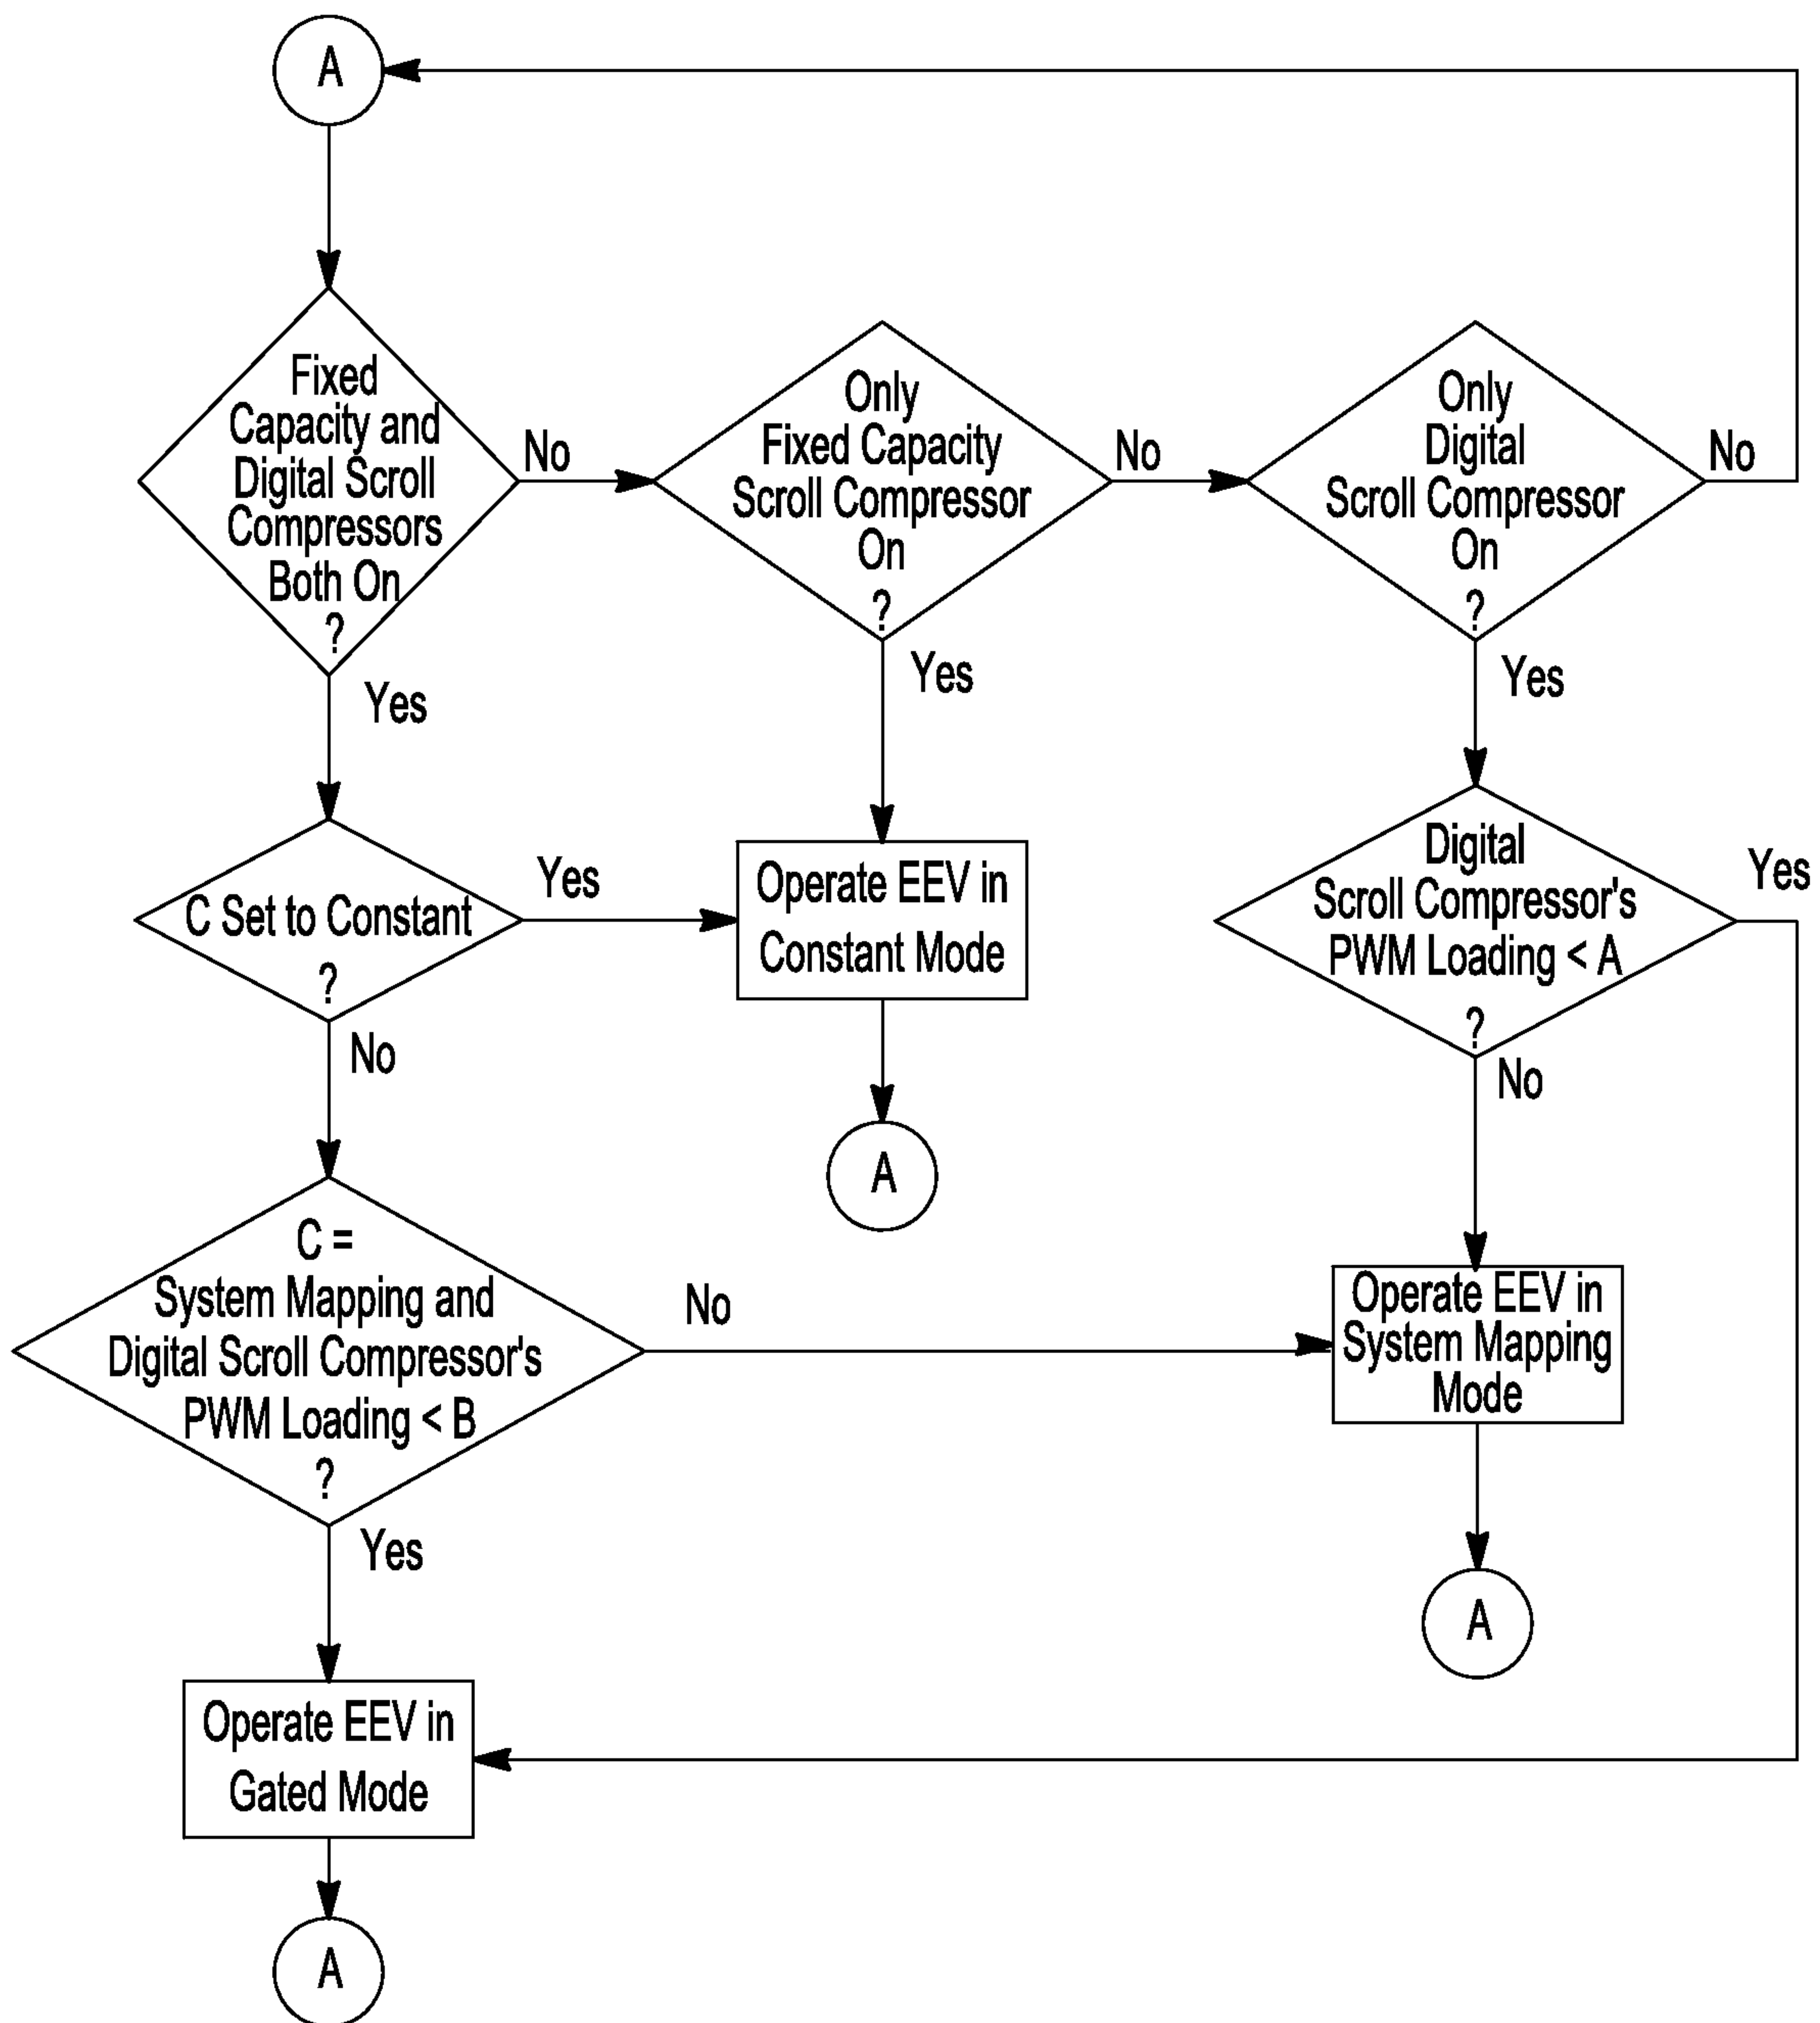 A
Fixed
Capacity and
Digital Scroll
Compressors
Both On
?
No
Only
Fixed Capacity
Scroll Compressor
On
?
No
Only
Digital
Scroll Compressor
On
?
No
Yes
Yes
Yes
C Set to Constant
?
Yes
Operate EEV in
Constant Mode
Digital
Scroll Compressor's
PWM Loading < A
?
Yes
No
No
A
C =
System Mapping and
Digital Scroll Compressor's
PWM Loading < B
?
No
Operate EEV in
System Mapping
Mode
Yes
A
Operate EEV in
Gated Mode
A